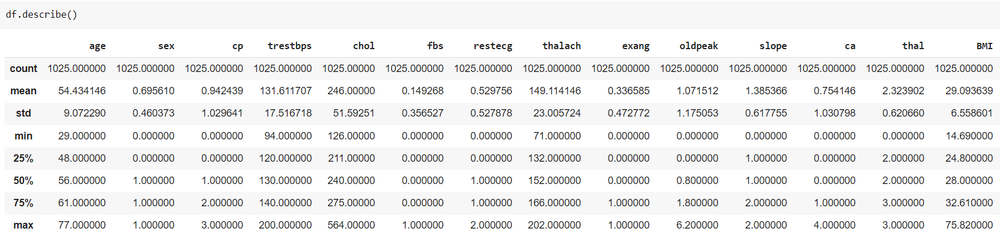 df.describe()
age sex cp trestbps chol fbs restecg thalach exang oldpeak slope ca thal BMI
count 1025.000000 1025.000000 1025.000000 1025.000000 1025.00000 1025.000000 1025.000000 1025.000000 1025.000000 1025.000000 1025.000000 1025.000000 1025.000000 1025.000000
mean 54.434146 0.695610 0.942439 131.611707 246.00000 0.149268 0.529756 149.114146 0.336585 1.071512 1.385366 0.754146 2.323902 29.093639
std 9.072290 0.460373 1.029641 17.516718 51.59251 0.356527 0.527878 23.005724 0.472772 1.175053 0.617755 1.030798 0.620660 6.558601
min 29.000000 0.000000 0.000000 94.000000 126.00000 0.000000 0.000000 71.000000 0.000000 0.000000 0.000000 0.000000 0.000000 14.690000
25% 48.000000 0.000000 0.000000 120.000000 211.00000 0.000000 0.000000 132.000000 0.000000 0.000000 1.000000 0.000000 2.000000 24.800000
50% 56.000000 1.000000 1.000000 130.000000 240.00000 0.000000 1.000000 152.000000 0.000000 0.800000 1.000000 0.000000 2.000000 28.000000
75% 61.000000 1.000000 2.000000 140.000000 275.00000 0.000000 1.000000 166.000000 1.000000 1.800000 2.000000 1.000000 3.000000 32.610000
max 77.000000 1.000000 3.000000 200.000000 564.00000 1.000000 2.000000 202.000000 1.000000 6.200000 2.000000 4.000000 3.000000 75.820000